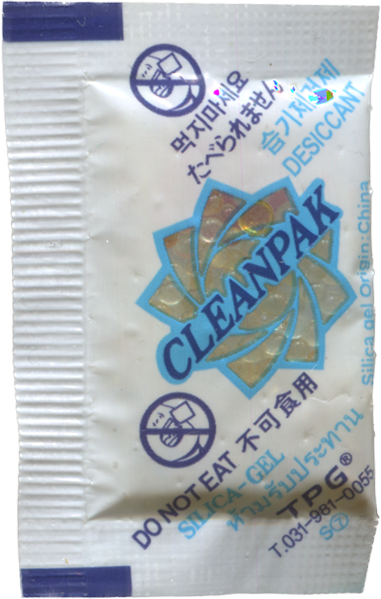 먹지마세요
たべられません
습기제거제
DESICCANT
CLEANPAK
Silica gel Origin: China
DO NOT EAT 不可食用
SILICA-GEL
ห้ามรับประทาน
TPG®
T.031-981-0055
S⑦